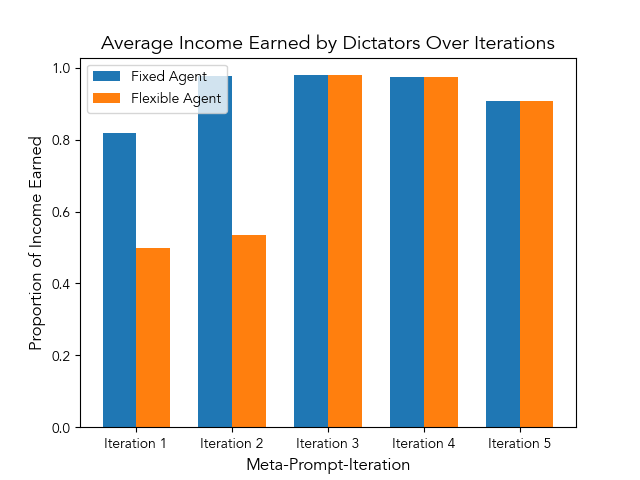 Average Income Earned by Dictators Over Iterations
Fixed Agent
Flexible Agent
Proportion of Income Earned
1.0
0.8
0.6
0.4
0.2
0.0
Iteration 1
Iteration 2
Iteration 3
Iteration 4
Iteration 5
Meta-Prompt-Iteration